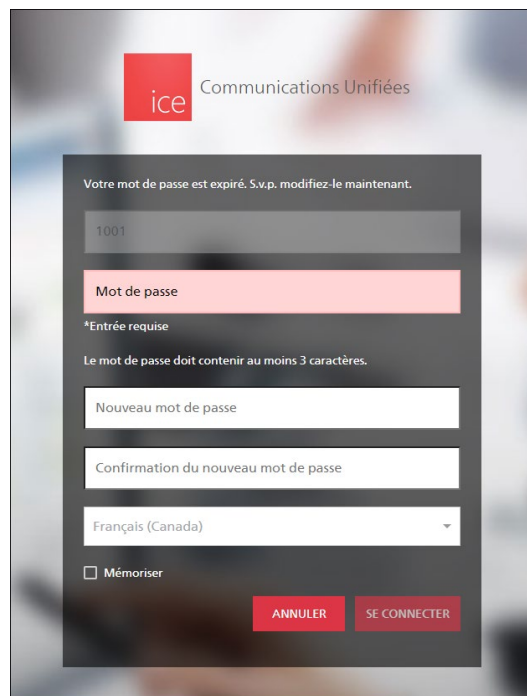 ice
Communications Unifiées
Votre mot de passe est expiré. S.v.p. modifiez-le maintenant.
1001
Mot de passe
*Entrée requise
Le mot de passe doit contenir au moins 3 caractères.
Nouveau mot de passe
Confirmation du nouveau mot de passe
Français (Canada)
Mémoriser
ANNULER SE CONNECTER